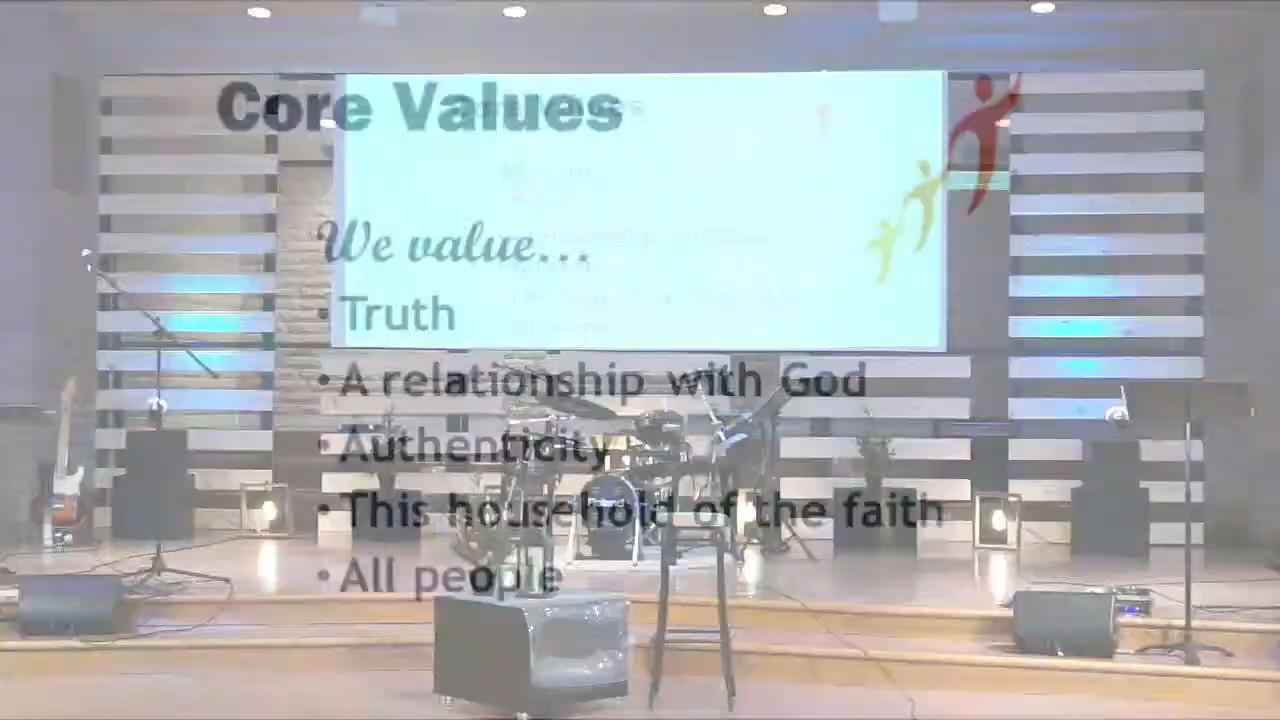 Core Values
We value...
• Truth
• A relationship with God
• Authenticity
• This household of the faith
• All people